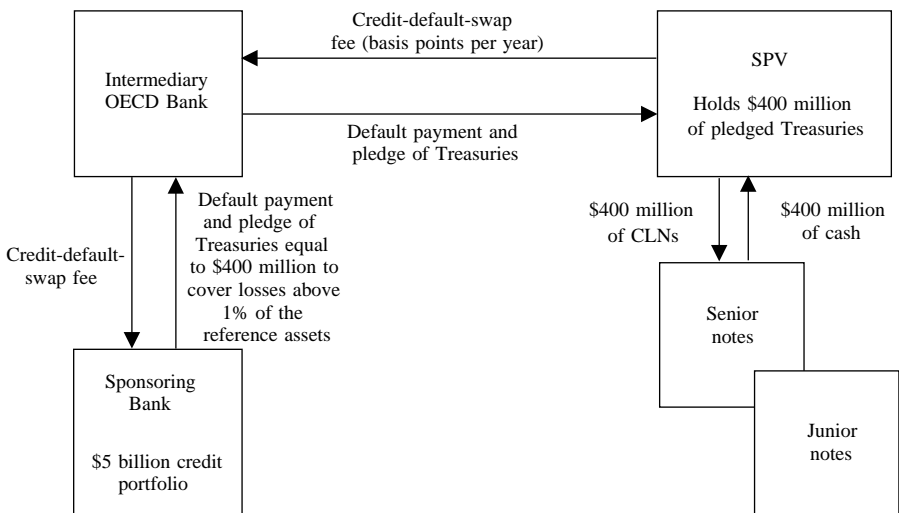 Credit-default-swap
fee (basis points per year)
Intermediary
OECD Bank
SPV
Holds $400 million
of pledged Treasuries
Default payment and
pledge of Treasuries
Credit-default-
swap fee
Default payment
and pledge of
Treasuries equal
to $400 million to
cover losses above
1% of the
reference assets
$400 million
of CLNs
$400 million
of cash
Sponsoring
Bank
$5 billion credit
portfolio
Senior
notes
Junior
notes